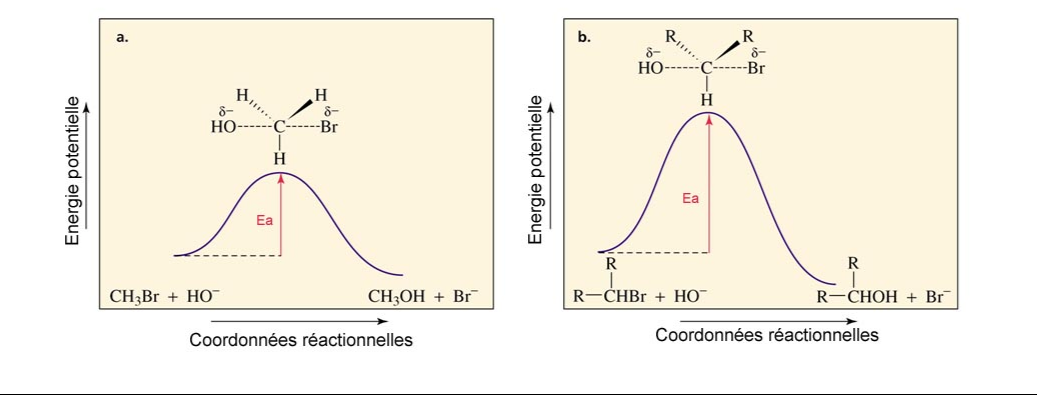 a.
H H
δ− δ−
HO-----C-----Br
H
Ea
Energie potentielle
CH₃Br + HO⁻ CH₃OH + Br⁻
Coordonnées réactionnelles
b.
R R
δ− δ−
HO-----C-----Br
H
Ea
Energie potentielle
R R
R—CHBr + HO⁻ R—CHOH + Br⁻
Coordonnées réactionnelles